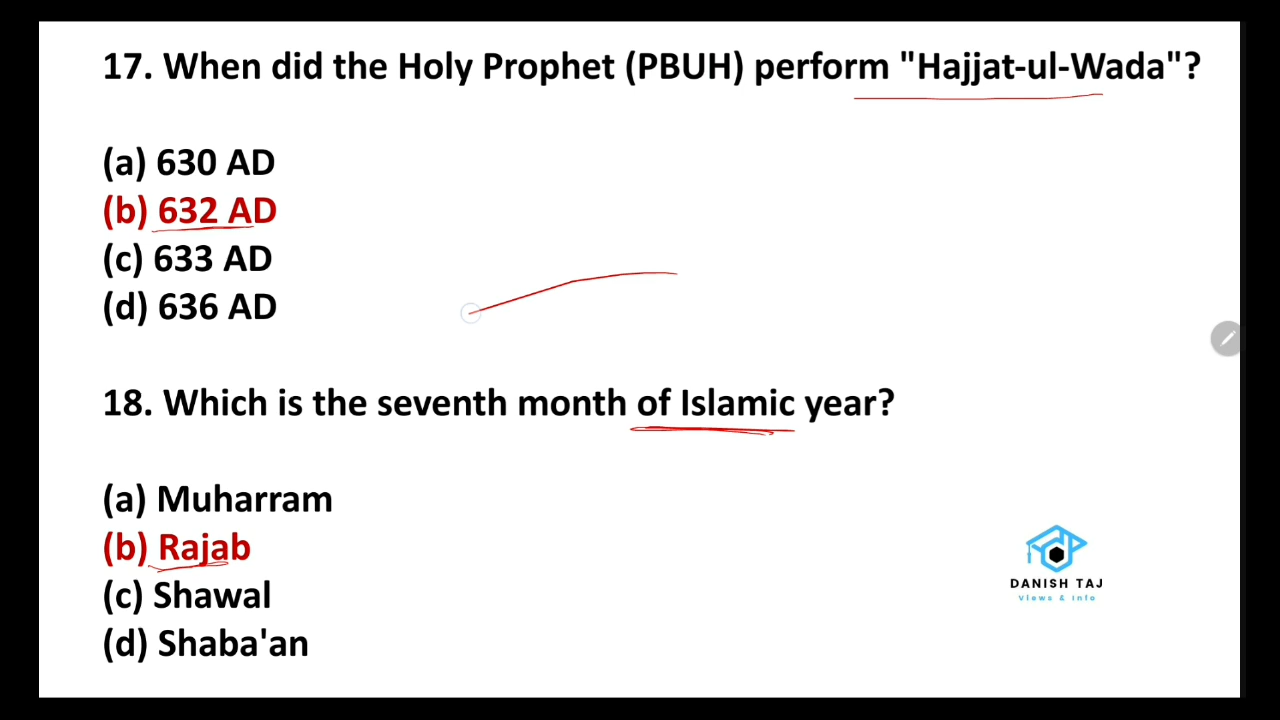 17. When did the Holy Prophet (PBUH) perform "Hajjat-ul-Wada"?
(a) 630 AD
(b) 632 AD
(c) 633 AD
(d) 636 AD
18. Which is the seventh month of Islamic year?
(a) Muharram
(b) Rajab
(c) Shawal
(d) Shaba'an
DANISH TAJ
Views & Info